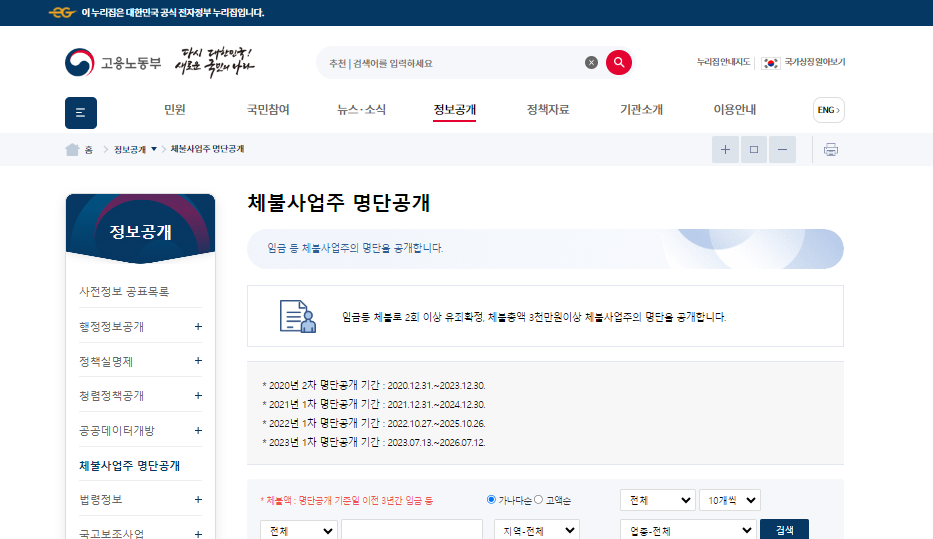 이 누리집은 대한민국 공식 전자정부 누리집입니다.
고용노동부
다시 대한민국!
새로운 국민의 나라
추천 | 검색어를 입력하세요
누리집 안내지도
국가상징 알아보기
민원
국민참여
뉴스·소식
정보공개
정책자료
기관소개
이용안내
ENG
홈
정보공개
체불사업주 명단공개
정보공개
사전정보 공표목록
행정정보공개 +
정책실명제 +
청렴정책공개 +
공공데이터개방 +
체불사업주 명단공개
법령정보 +
국고보조사업 +
체불사업주 명단공개
임금 등 체불사업주의 명단을 공개합니다.
임금등 체불로 2회 이상 유죄확정, 체불총액 3천만원이상 체불사업주의 명단을 공개합니다.
* 2020년 2차 명단공개 기간 : 2020.12.31.~2023.12.30.
* 2021년 1차 명단공개 기간 : 2021.12.31.~2024.12.30.
* 2022년 1차 명단공개 기간 : 2022.10.27.~2025.10.26.
* 2023년 1차 명단공개 기간 : 2023.07.13.~2026.07.12.
* 체불액 : 명단공개 기준일 이전 3년간 임금 등
가나다순
고액순
전체
10개씩
전체
지역-전체
업종-전체
검색